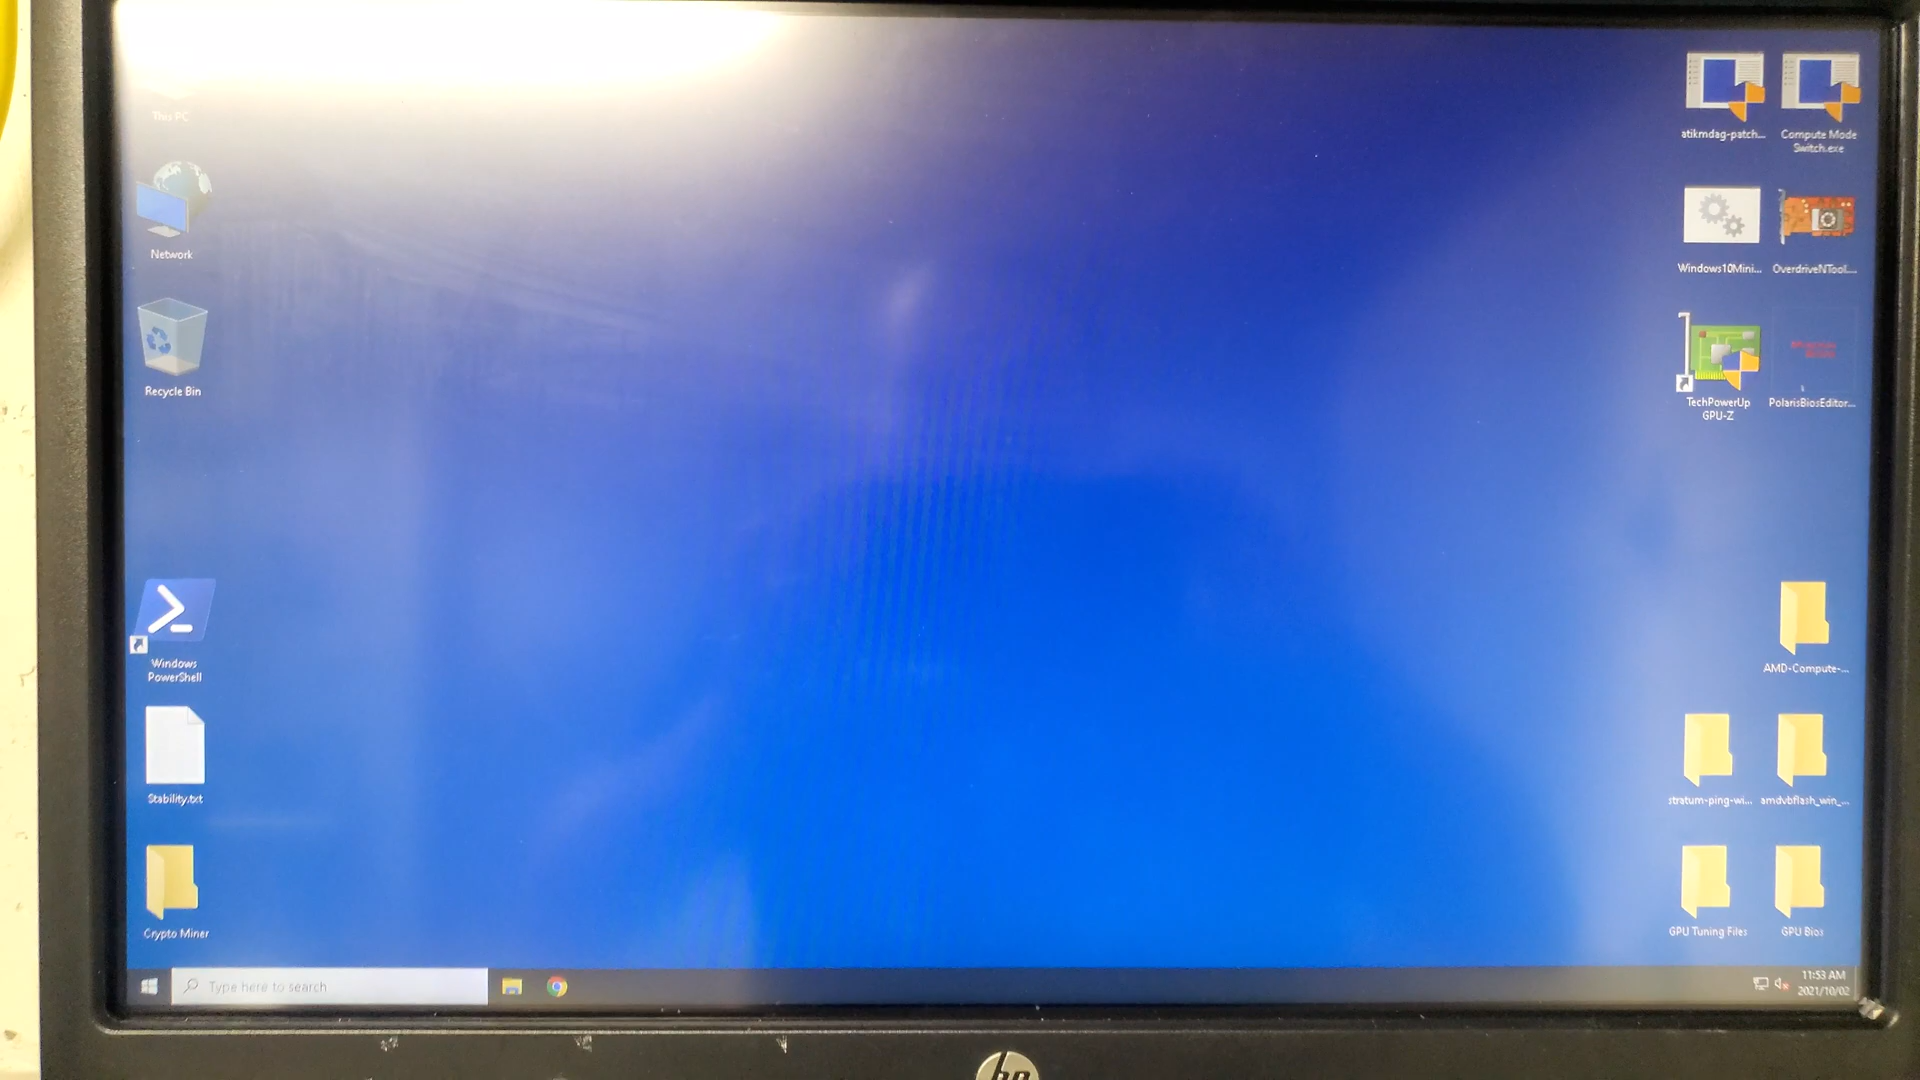 This PC
Network
Recycle Bin
Windows
PowerShell
Stability.txt
Crypto Miner
atikmdag-patch...
Compute Mode
Switch.exe
Windows10Mini...
OverdriveNTool....
TechPowerUp
GPU-Z
PolarisBiosEditor...
AMD-Compute-...
stratum-ping-wi...
amdvbflash_win_...
GPU Tuning Files
GPU Bios
Type here to search
11:53 AM
2021/10/02
hp